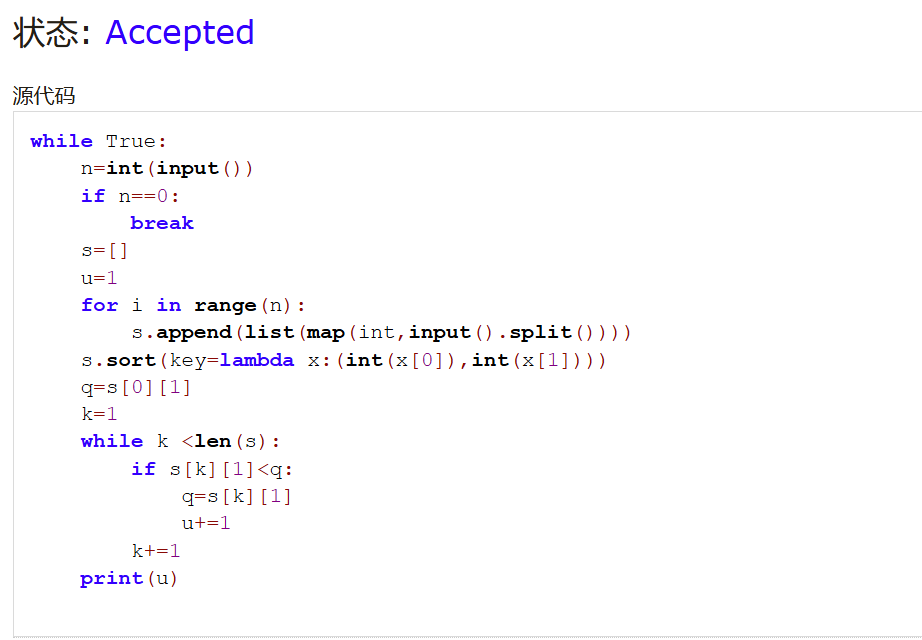 状态: Accepted
源代码
while True:
    n=int(input())
    if n==0:
        break
    s=[]
    u=1
    for i in range(n):
        s.append(list(map(int,input().split())))
    s.sort(key=lambda x:(int(x[0]),int(x[1])))
    q=s[0][1]
    k=1
    while k <len(s):
        if s[k][1]<q:
            q=s[k][1]
            u+=1
        k+=1
    print(u)